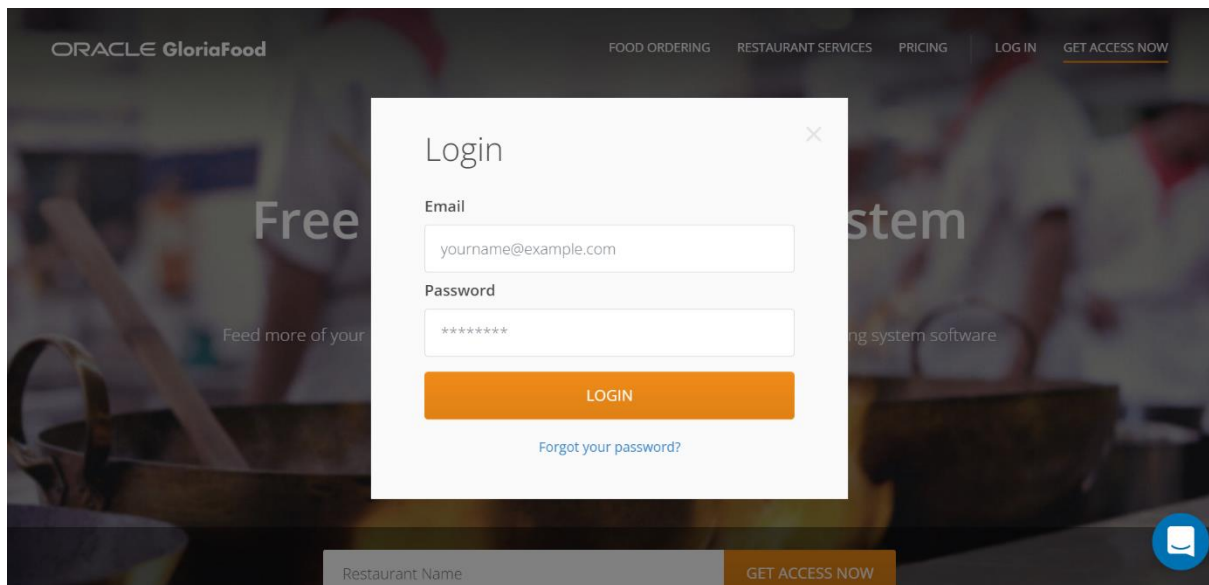 ORACLE GloriaFood
FOOD ORDERING RESTAURANT SERVICES PRICING LOG IN GET ACCESS NOW
Login
Email
Free stem
yourname@example.com
Password
Feed more of your ng system software
********
LOGIN
Forgot your password?
Restaurant Name GET ACCESS NOW